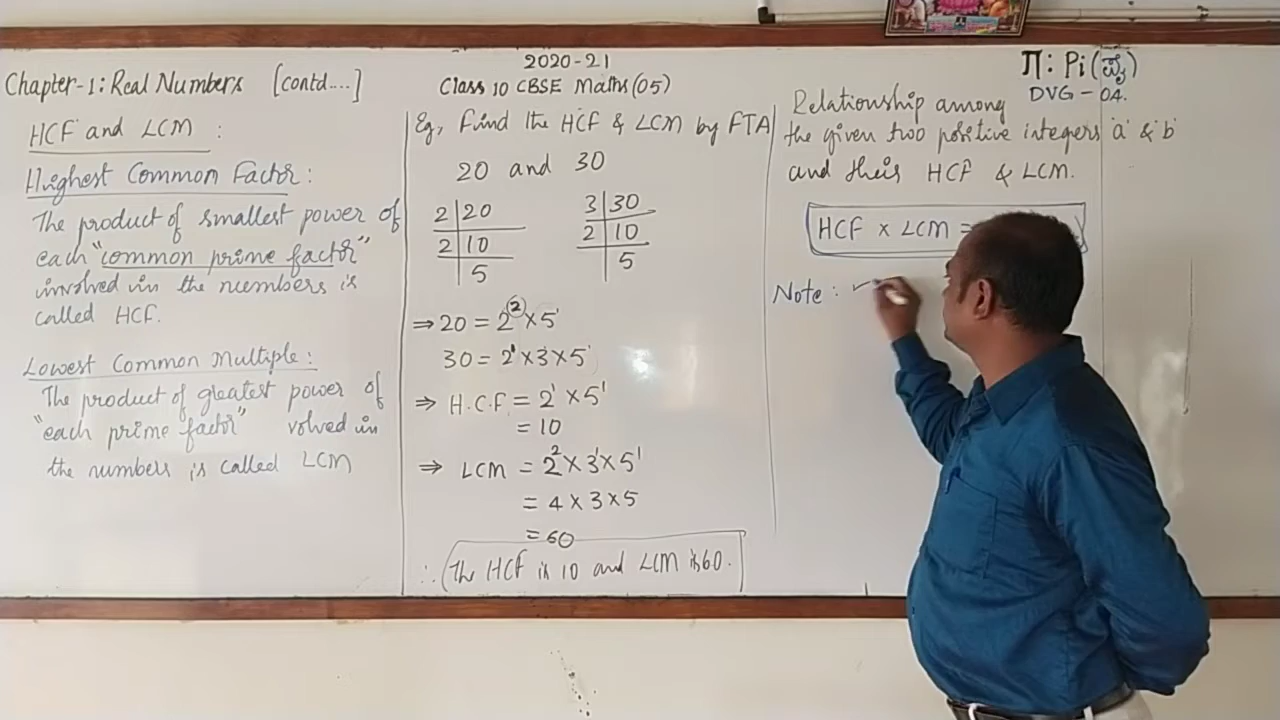 2020-21
Chapter-1: Real Numbers [contd....]
Class 10 CBSE Maths (05)
Π: Pi (ಪೈ)
DVG - 04.
HCF and LCM :
Highest Common Factor:
The product of smallest power of
each "common prime factor"
involved in the numbers is
called HCF.
Lowest Common Multiple:
The product of greatest power of
"each prime factor" volved in
the numbers is called LCM
Eg, Find the HCF & LCM by FTA
20 and 30
2 | 20
2 | 10
5
3 | 30
2 | 10
5
⇒ 20 = 2² × 5¹
30 = 2¹ × 3¹ × 5¹
⇒ H.C.F = 2¹ × 5¹
= 10
⇒ LCM = 2² × 3¹ × 5¹
= 4 × 3 × 5
= 60
∴ The HCF is 10 and LCM is 60.
Relationship among
the given two positive integers 'a' & 'b'
and their HCF & LCM.
HCF × LCM =
Note :